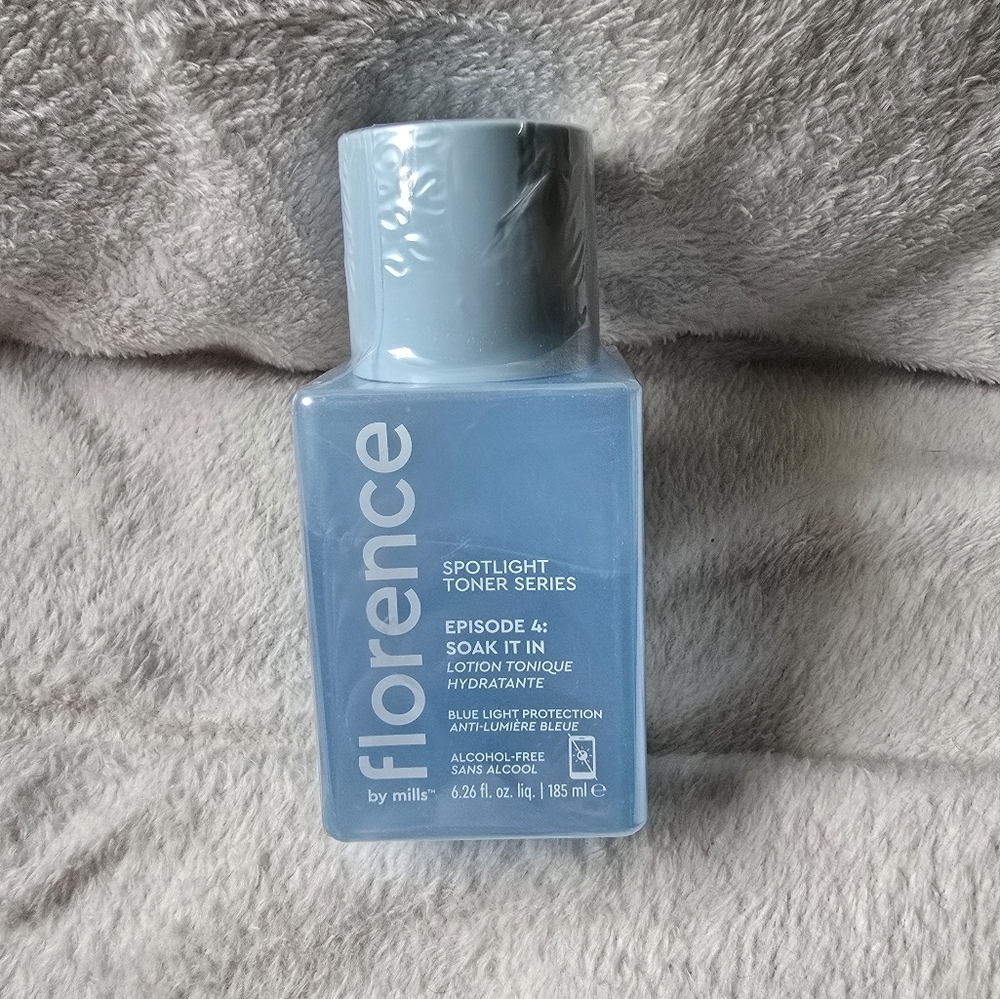 florence
by mills™
SPOTLIGHT
TONER SERIES
EPISODE 4:
SOAK IT IN
LOTION TONIQUE
HYDRATANTE
BLUE LIGHT PROTECTION
ANTI-LUMIÈRE BLEUE
ALCOHOL-FREE
SANS ALCOOL
6.26 fl. oz. liq. | 185 ml ℮